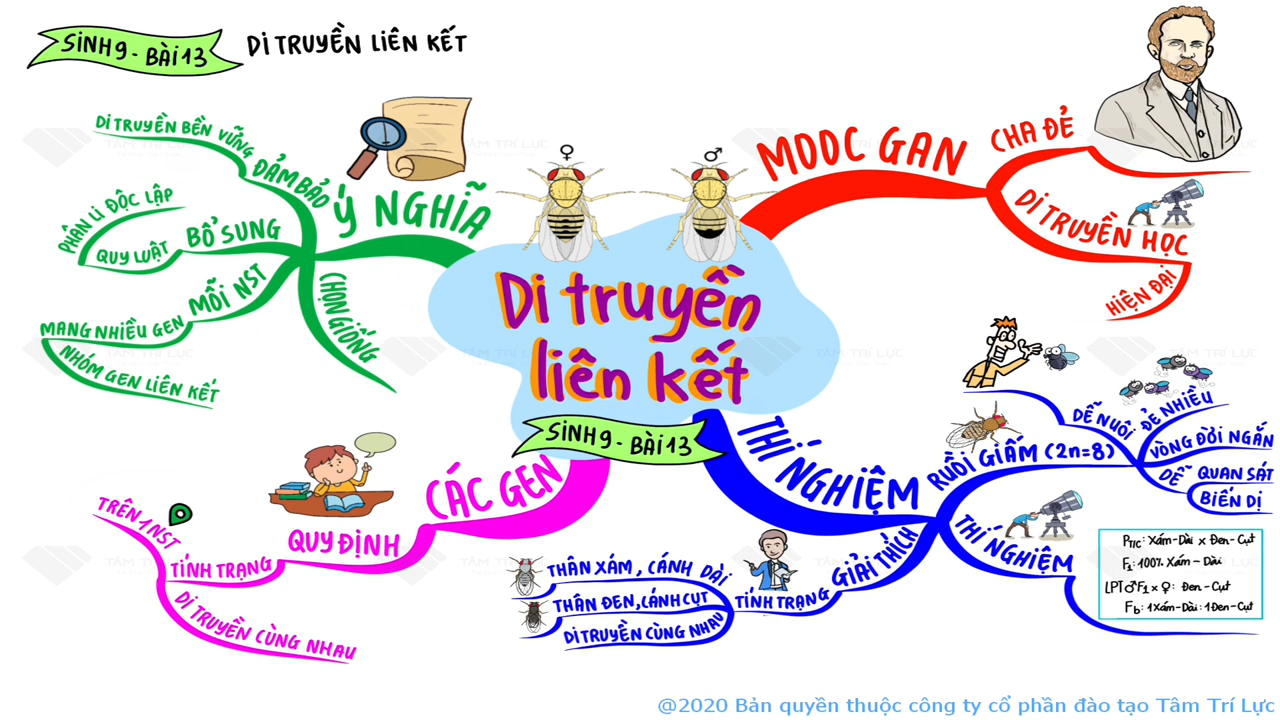 SINH 9 - BÀI 13
DI TRUYỀN LIÊN KẾT
MOOC GAN
CHA ĐẺ
DI TRUYỀN HỌC
HIỆN ĐẠI
Ý NGHĨA
ĐẢM BẢO
DI TRUYỀN BỀN VỮNG
BỔ SUNG
QUY LUẬT
PHÂN LI ĐỘC LẬP
MỖI NST
MANG NHIỀU GEN
NHÓM GEN LIÊN KẾT
CHỌN GIỐNG
♀
♂
Di truyền
liên kết
SINH 9 - BÀI 13
THÍ NGHIỆM
RUỒI GIẤM (2n=8)
DỄ NUÔI
ĐẺ NHIỀU
VÒNG ĐỜI NGẮN
DỄ
QUAN SÁT
BIẾN DỊ
THÍ NGHIỆM
PTC: Xám-Dài x Đen-Cụt
F1: 100% Xám - Dài
LPT ♂F1 x ♀: Đen-Cụt
FB: 1Xám-Dài : 1Đen-Cụt
GIẢI THÍCH
TÍNH TRẠNG
THÂN XÁM, CÁNH DÀI
THÂN ĐEN, CÁNH CỤT
DI TRUYỀN CÙNG NHAU
CÁC GEN
QUY ĐỊNH
TÍNH TRẠNG
TRÊN 1 NST
DI TRUYỀN CÙNG NHAU
TÂM TRÍ LỰC
@2020 Bản quyền thuộc công ty cổ phần đào tạo Tâm Trí Lực